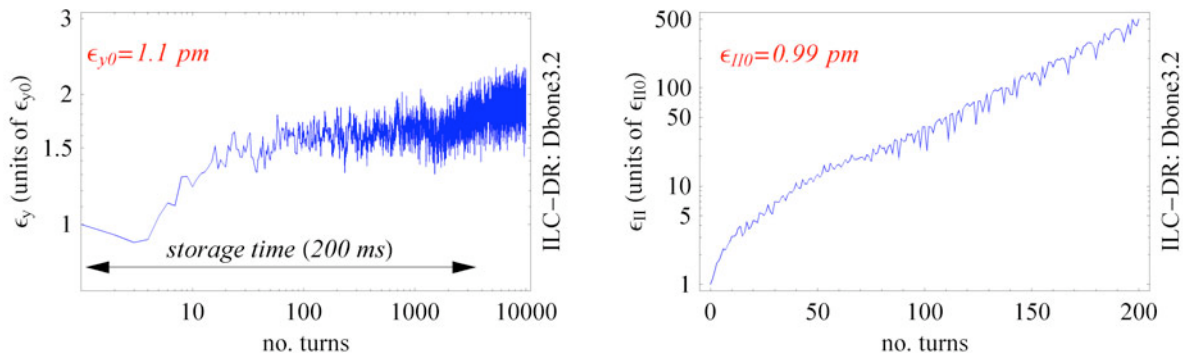 3
2
1.5
1
ϵy0=1.1 pm
storage time (200 ms)
10
100
1000
10000
no. turns
ϵy (units of ϵy0)
ILC−DR: Dbone3.2
500
100
50
10
5
1
ϵII0=0.99 pm
0
50
100
150
200
no. turns
ϵII (units of ϵII0)
ILC−DR: Dbone3.2